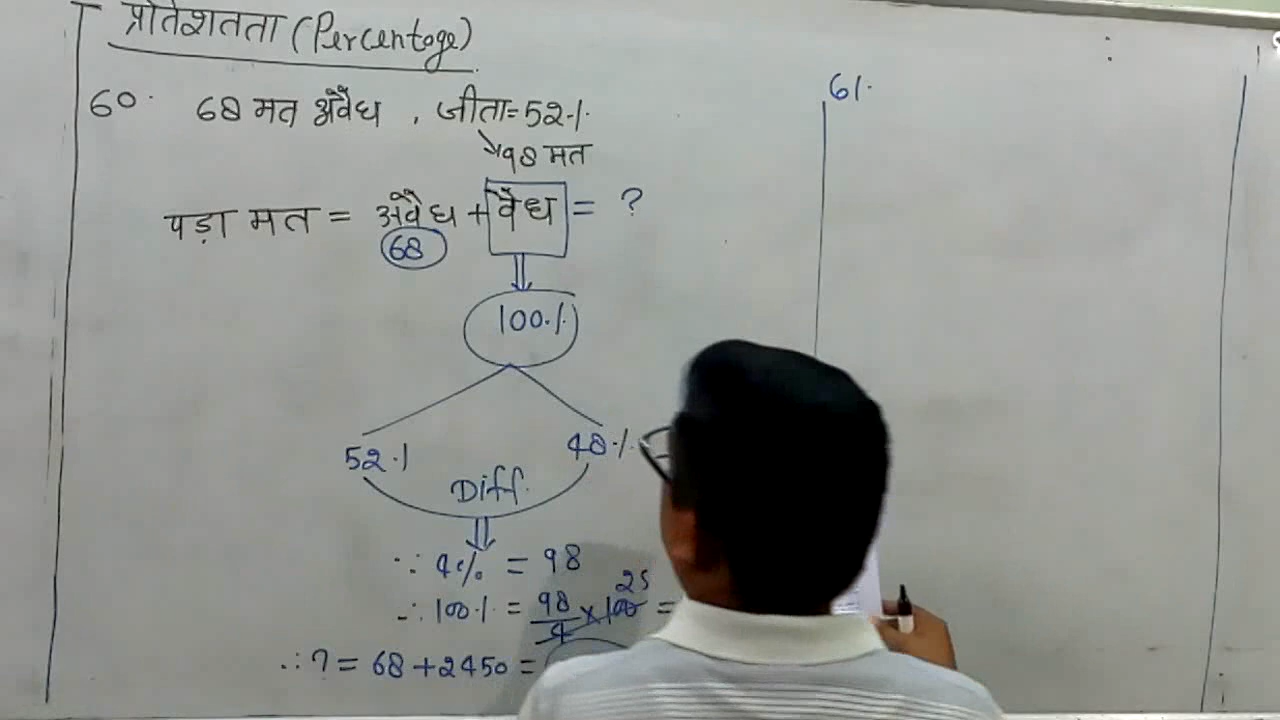 प्रतिशतता (Percentage)
60. 68 मत अवैध , जीता=52%
→98 मत
पड़ा मत = अवैध + वैध = ?
68
100%
52% 48%
Diff.
∵ 4% = 98
∴ 100% = 98/4 × 100 =
25
∴ ? = 68 + 2450 =
61.